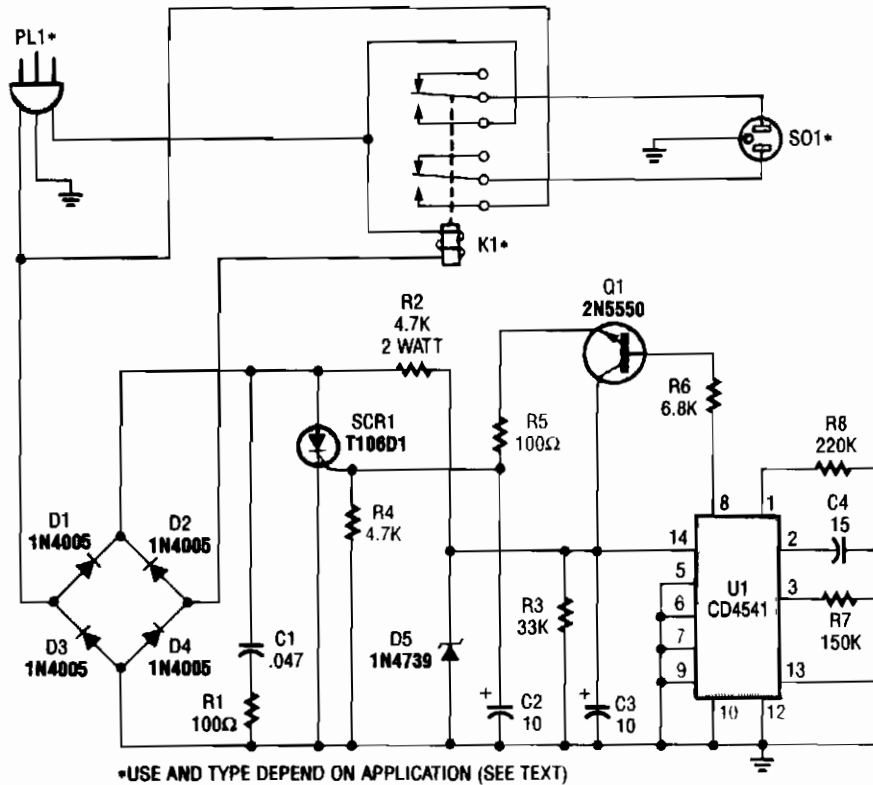 PL1*
SO1*
K1*
Q1
2N5550
R2
4.7K
2 WATT
R6
6.8K
SCR1
T106D1
R5
100Ω
R8
220K
8
1
C4
15
D1
1N4005
D2
1N4005
R4
4.7K
14
2
5
U1
CD4541
3
6
R7
150K
R3
33K
D3
1N4005
D4
1N4005
C1
.047
D5
1N4739
7
9
13
R1
100Ω
+
C2
10
+
C3
10
10
12
*USE AND TYPE DEPEND ON APPLICATION (SEE TEXT)